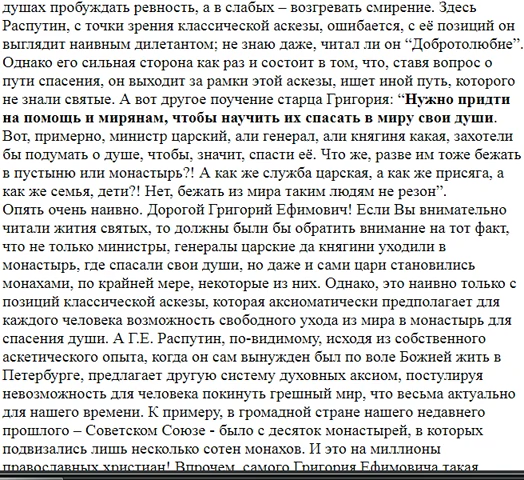 душах пробуждать ревность, а в слабых – возгревать смирение. Здесь
Распутин, с точки зрения классической аскезы, ошибается, с её позиций он
выглядит наивным дилетантом; не знаю даже, читал ли он “Добротолюбие”.
Однако его сильная сторона как раз и состоит в том, что, ставя вопрос о
пути спасения, он выходит за рамки этой аскезы, ищет иной путь, которого
не знали святые. А вот другое поучение старца Григория: “Нужно придти
на помощь и мирянам, чтобы научить их спасать в миру свои души.
Вот, примерно, министр царский, али генерал, али княгиня какая, захотели
бы подумать о душе, чтобы, значит, спасти её. Что же, разве им тоже бежать
в пустыню или монастырь?! А как же служба царская, а как же присяга, а
как же семья, дети?! Нет, бежать из мира таким людям не резон”.
Опять очень наивно. Дорогой Григорий Ефимович! Если Вы внимательно
читали жития святых, то должны были бы обратить внимание на тот факт,
что не только министры, генералы царские да княгини уходили в
монастырь, где спасали свои души, но даже и сами цари становились
монахами, по крайней мере, некоторые из них. Однако, это наивно только с
позиций классической аскезы, которая аксиоматически предполагает для
каждого человека возможность свободного ухода из мира в монастырь для
спасения души. А Г.Е. Распутин, по-видимому, исходя из собственного
аскетического опыта, когда он сам вынужден был по воле Божией жить в
Петербурге, предлагает другую систему духовных аксиом, постулируя
невозможность для человека покинуть грешный мир, что весьма актуально
для нашего времени. К примеру, в громадной стране нашего недавнего
прошлого – Советском Союзе - было с десяток монастырей, в которых
подвизались лишь несколько сотен монахов. И это на миллионы
православных христиан! Впрочем, самого Григория Ефимовича такая